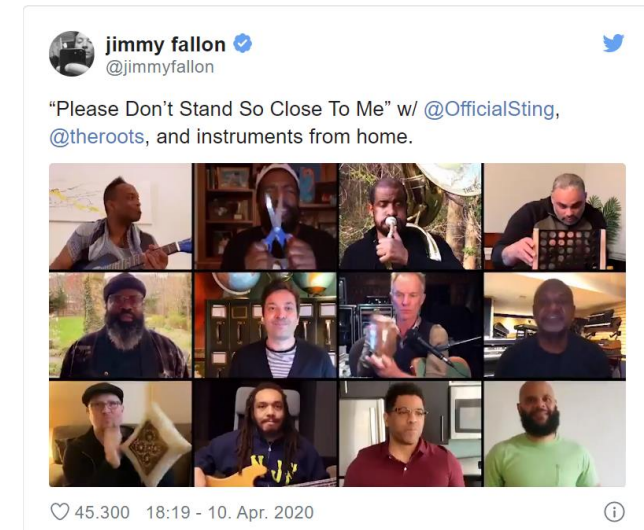 jimmy fallon
@jimmyfallon
“Please Don’t Stand So Close To Me” w/ @OfficialSting,
@theroots, and instruments from home.
45.300 18:19 - 10. Apr. 2020